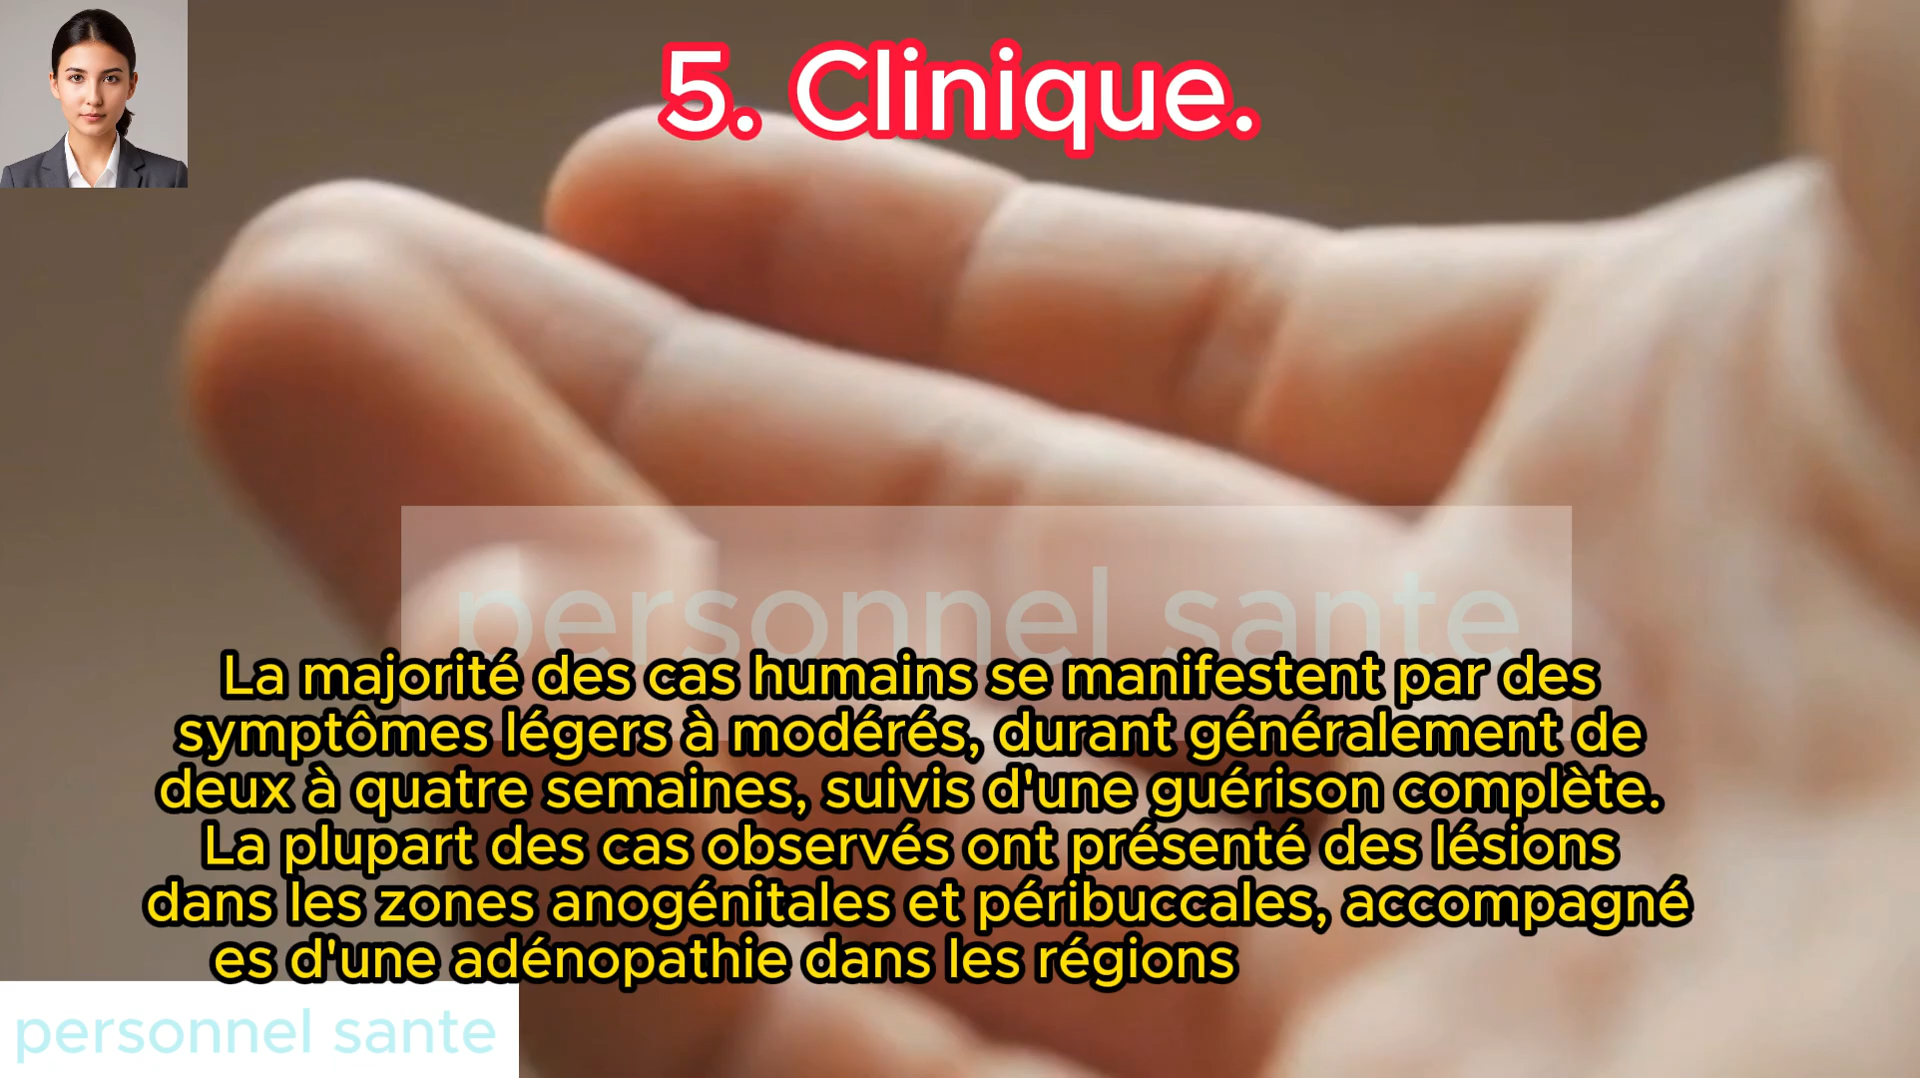 5. Clinique.
personnel sante
La majorité des cas humains se manifestent par des
symptômes légers à modérés, durant généralement de
deux à quatre semaines, suivis d'une guérison complète.
La plupart des cas observés ont présenté des lésions
dans les zones anogénitales et péribuccales, accompagné
es d'une adénopathie dans les régions
personnel sante